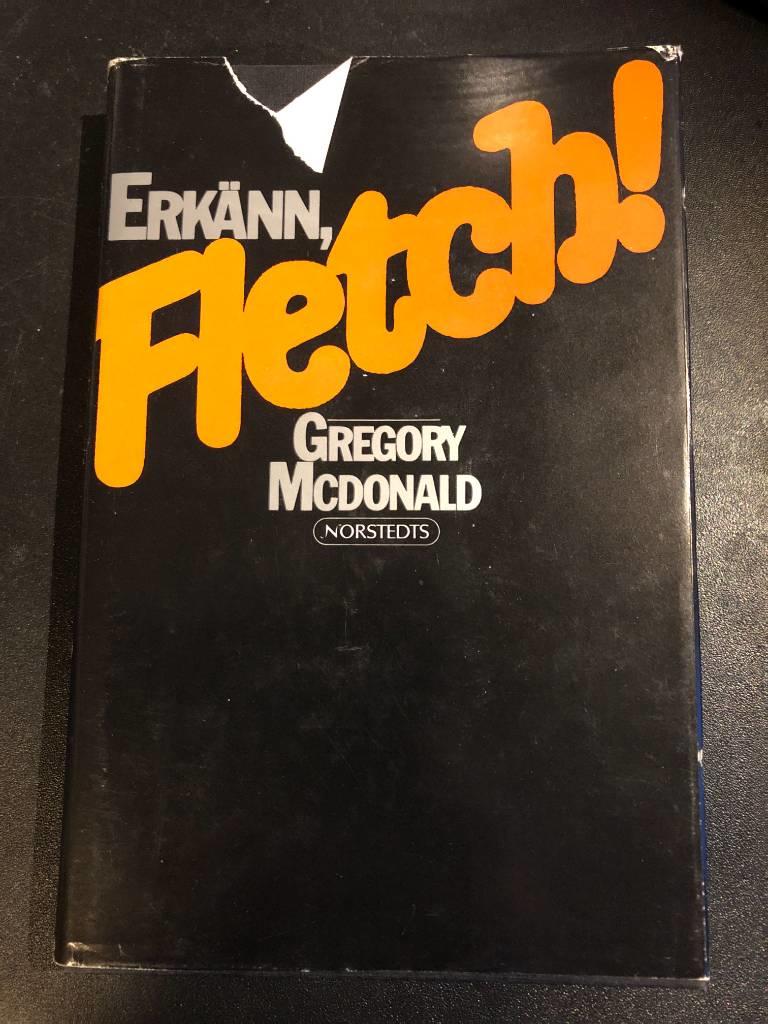 ERKÄNN,
Fletch!
GREGORY
MCDONALD
NORSTEDTS